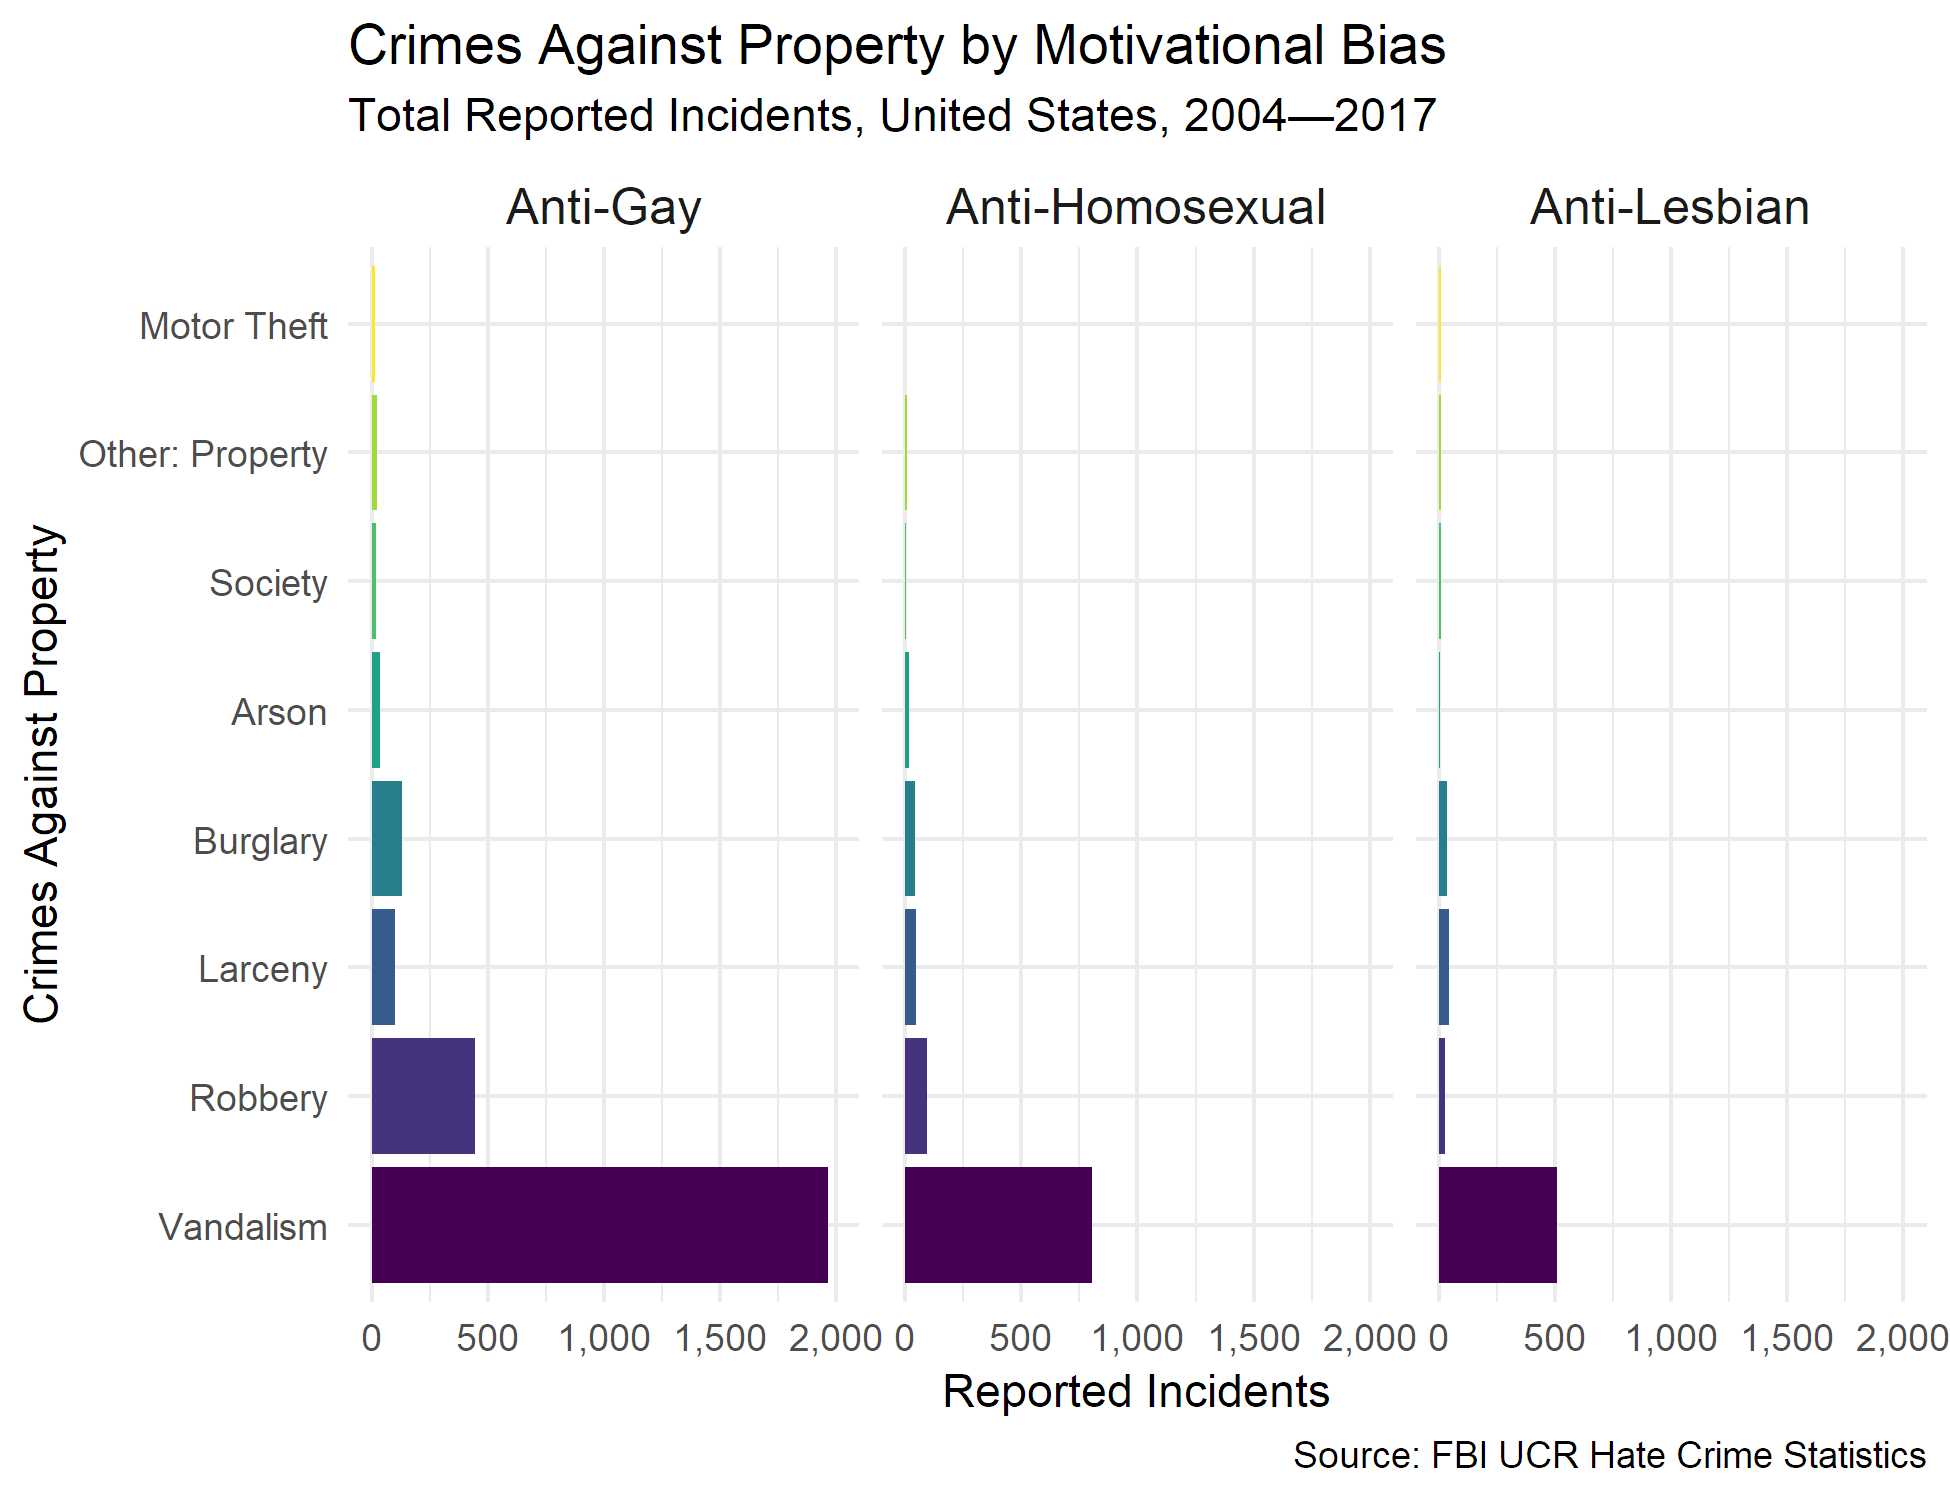 Crimes Against Property by Motivational Bias
Total Reported Incidents, United States, 2004—2017
Anti-Gay
Anti-Homosexual
Anti-Lesbian
Crimes Against Property
Motor Theft
Other: Property
Society
Arson
Burglary
Larceny
Robbery
Vandalism
0 500 1,000 1,500 2,000
0 500 1,000 1,500 2,000
0 500 1,000 1,500 2,000
Reported Incidents
Source: FBI UCR Hate Crime Statistics